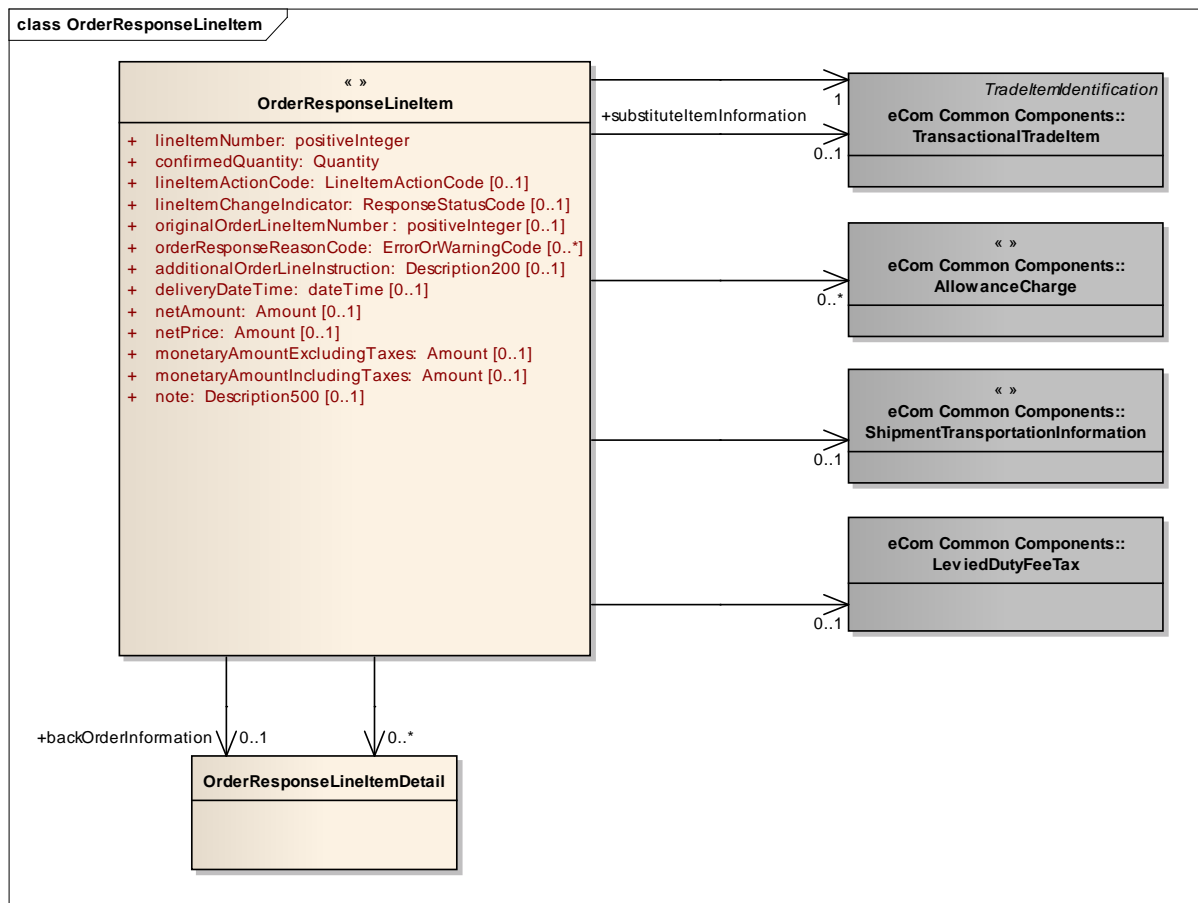 class OrderResponseLineItem
« »
OrderResponseLineItem
+ lineItemNumber: positiveInteger
+ confirmedQuantity: Quantity
+ lineItemActionCode: LineItemActionCode [0..1]
+ lineItemChangeIndicator: ResponseStatusCode [0..1]
+ originalOrderLineItemNumber : positiveInteger [0..1]
+ orderResponseReasonCode: ErrorOrWarningCode [0..*]
+ additionalOrderLineInstruction: Description200 [0..1]
+ deliveryDateTime: dateTime [0..1]
+ netAmount: Amount [0..1]
+ netPrice: Amount [0..1]
+ monetaryAmountExcludingTaxes: Amount [0..1]
+ monetaryAmountIncludingTaxes: Amount [0..1]
+ note: Description500 [0..1]
1
+substituteItemInformation
0..1
TradeItemIdentification
eCom Common Components::
TransactionalTradeItem
0..*
« »
eCom Common Components::
AllowanceCharge
0..1
« »
eCom Common Components::
ShipmentTransportationInformation
0..1
eCom Common Components::
LeviedDutyFeeTax
+backOrderInformation
0..1
0..*
OrderResponseLineItemDetail